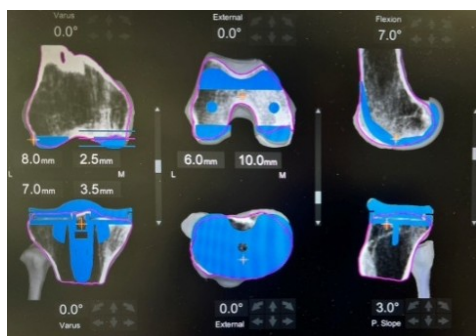 Varus
0.0°
External
0.0°
Flexion
7.0°
8.0mm
2.5mm
L
M
6.0mm
10.0mm
L
M
7.0mm
3.5mm
0.0°
Varus
0.0°
External
3.0°
P. Slope